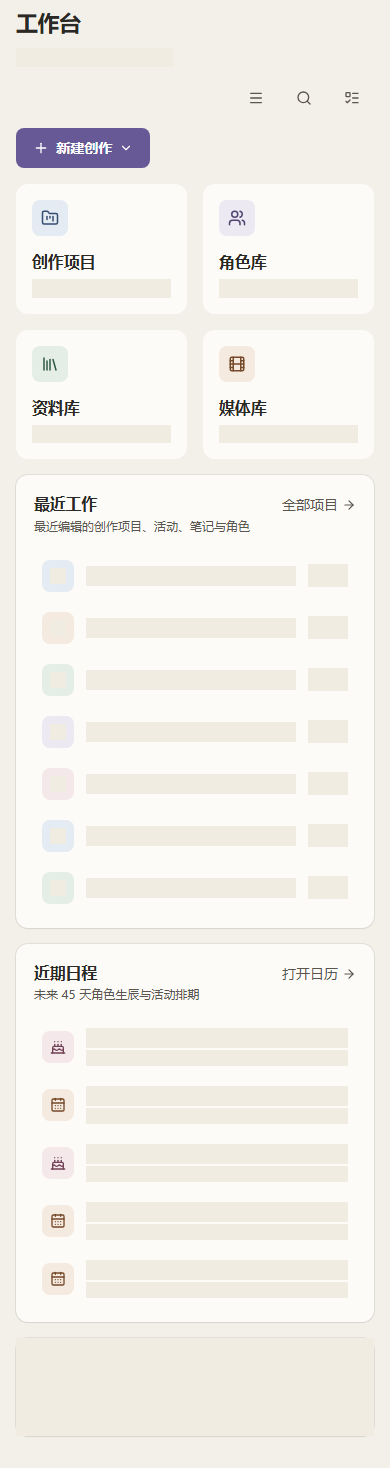 工作台
新建创作
创作项目
角色库
资料库
媒体库
最近工作
全部项目
最近编辑的创作项目、活动、笔记与角色
近期日程
打开日历
未来 45 天角色生辰与活动排期